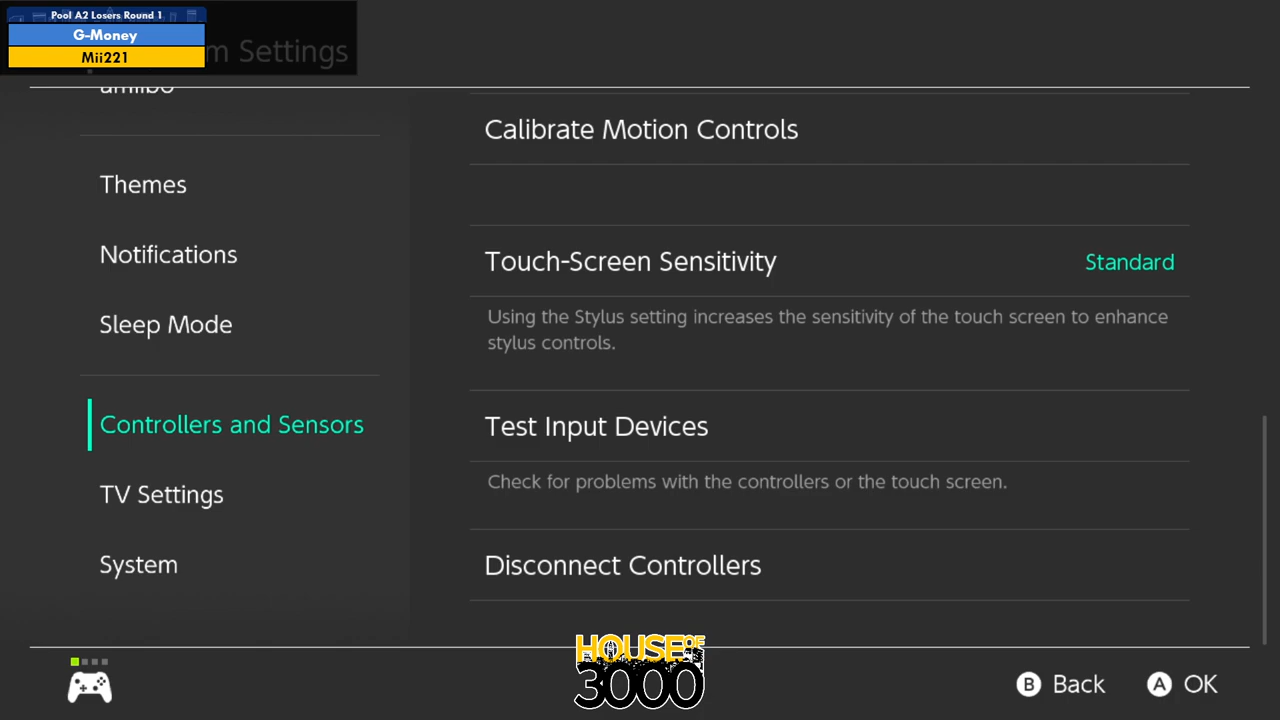 Pool A2 Losers Round 1
G-Money
Mii221
m Settings
amiibo
Themes
Notifications
Sleep Mode
Controllers and Sensors
TV Settings
System
Calibrate Motion Controls
Touch-Screen Sensitivity Standard
Using the Stylus setting increases the sensitivity of the touch screen to enhance
stylus controls.
Test Input Devices
Check for problems with the controllers or the touch screen.
Disconnect Controllers
HOUSE OF
3000
B Back A OK